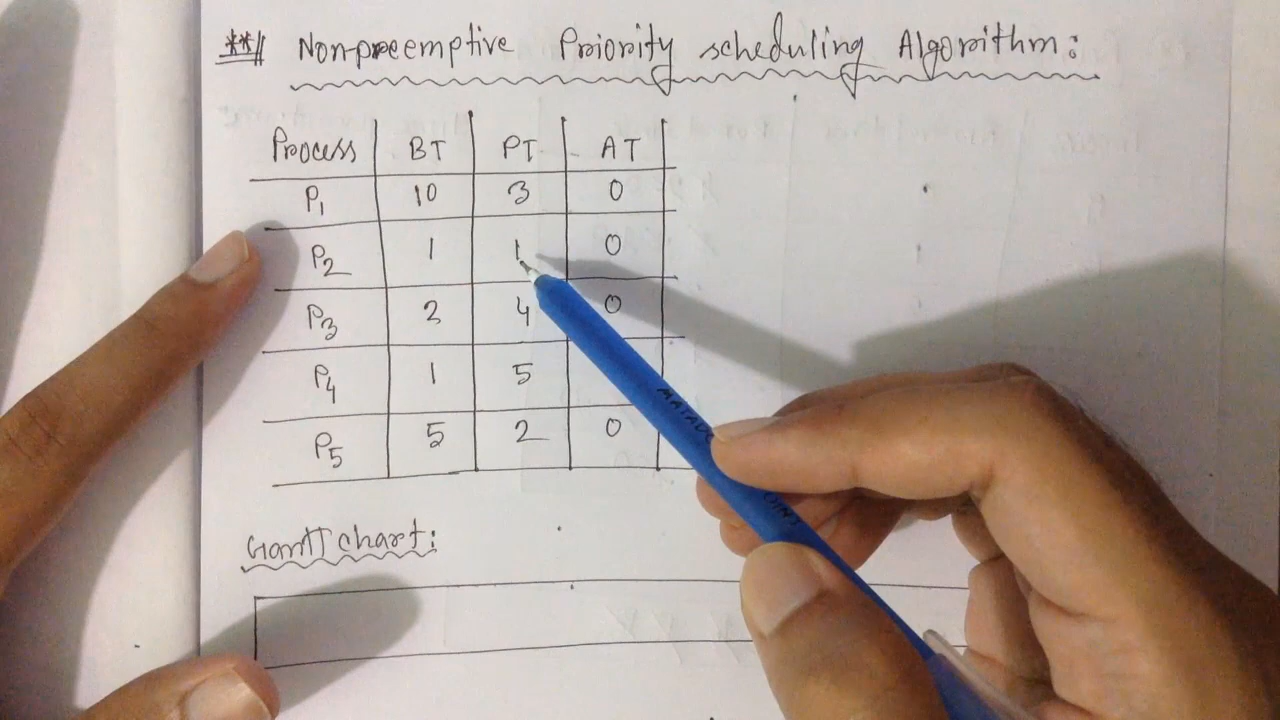 **// Non-preemptive Priority scheduling Algorithm:
Process BT PT AT
P1 10 3 0
P2 1 1 0
P3 2 4 0
P4 1 5
P5 5 2 0
Gantt chart:
MATADOR